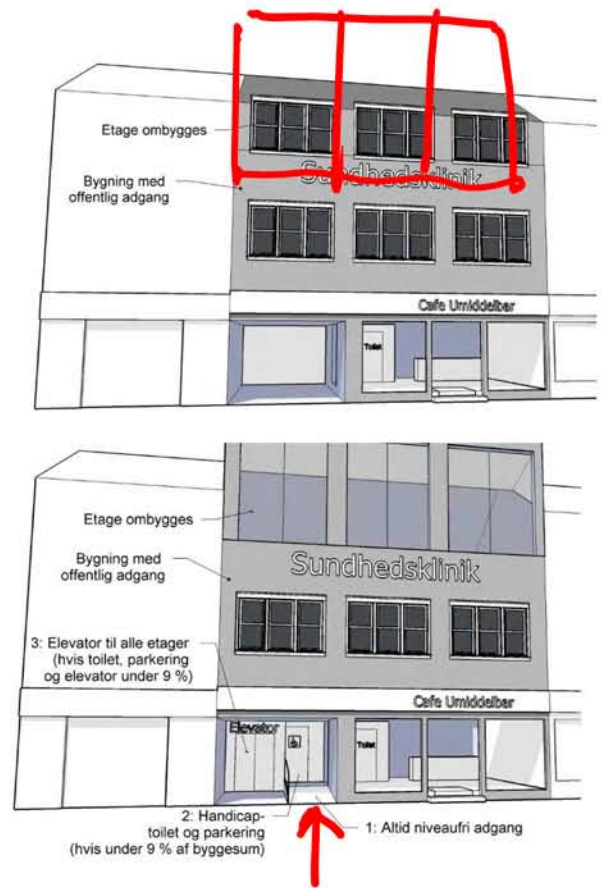 Etage ombygges
Sundhedsklinik
Bygning med
offentlig adgang
Cafe Umiddelbar
Toilet
Etage ombygges
Bygning med
offentlig adgang
Sundhedsklinik
3: Elevator til alle etager
(hvis toilet, parkering
og elevator under 9 %)
Cafe Umiddelbar
Elevator
Toilet
2: Handicap-
toilet og parkering
(hvis under 9 % af byggesum)
1: Altid niveaufri adgang